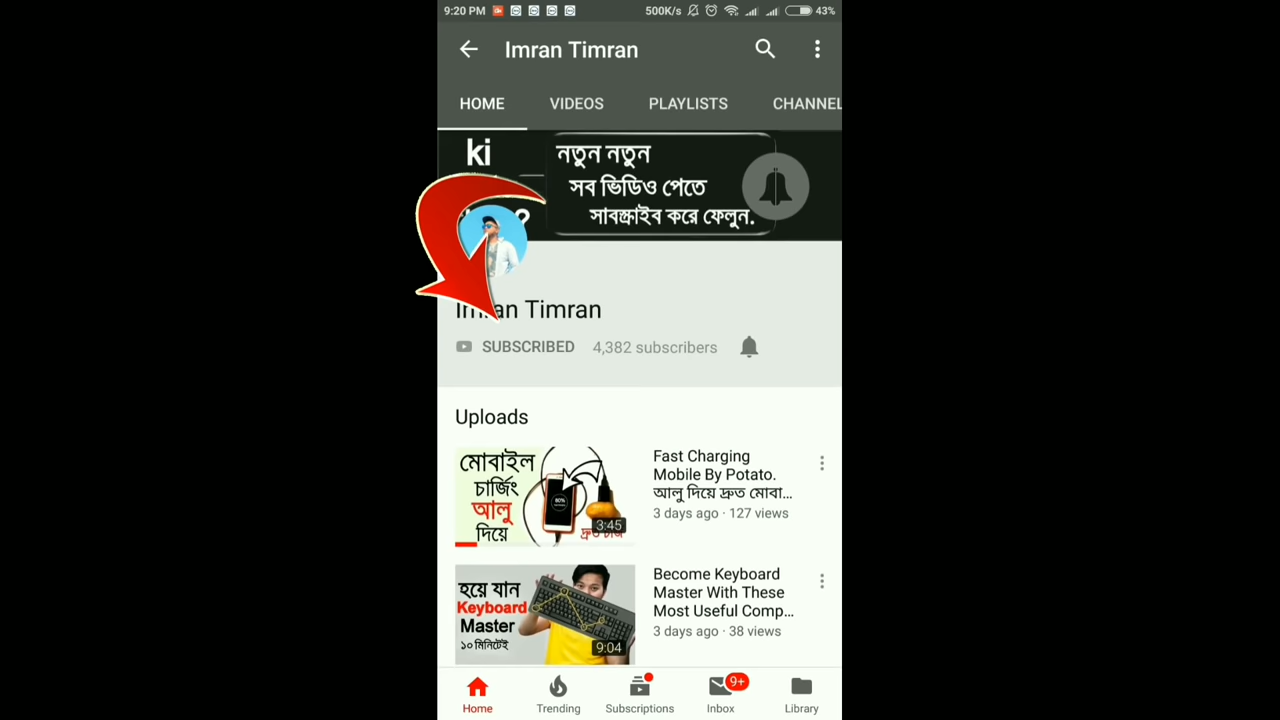 9:20 PM 500K/s 43%
Imran Timran
HOME VIDEOS PLAYLISTS CHANNEL
ki
নতুন নতুন
সব ভিডিও পেতে
সাবস্ক্রাইব করে ফেলুন.
?
Imran Timran
SUBSCRIBED 4,382 subscribers
Uploads
মোবাইল
চার্জিং
আলু
দিয়ে
80%
3:45
Fast Charging
Mobile By Potato.
আলু দিয়ে দ্রুত মোবা...
3 days ago · 127 views
হয়ে যান
Keyboard
Master
১০ মিনিটেই
9:04
Become Keyboard
Master With These
Most Useful Comp...
3 days ago · 38 views
9+
Home Trending Subscriptions Inbox Library